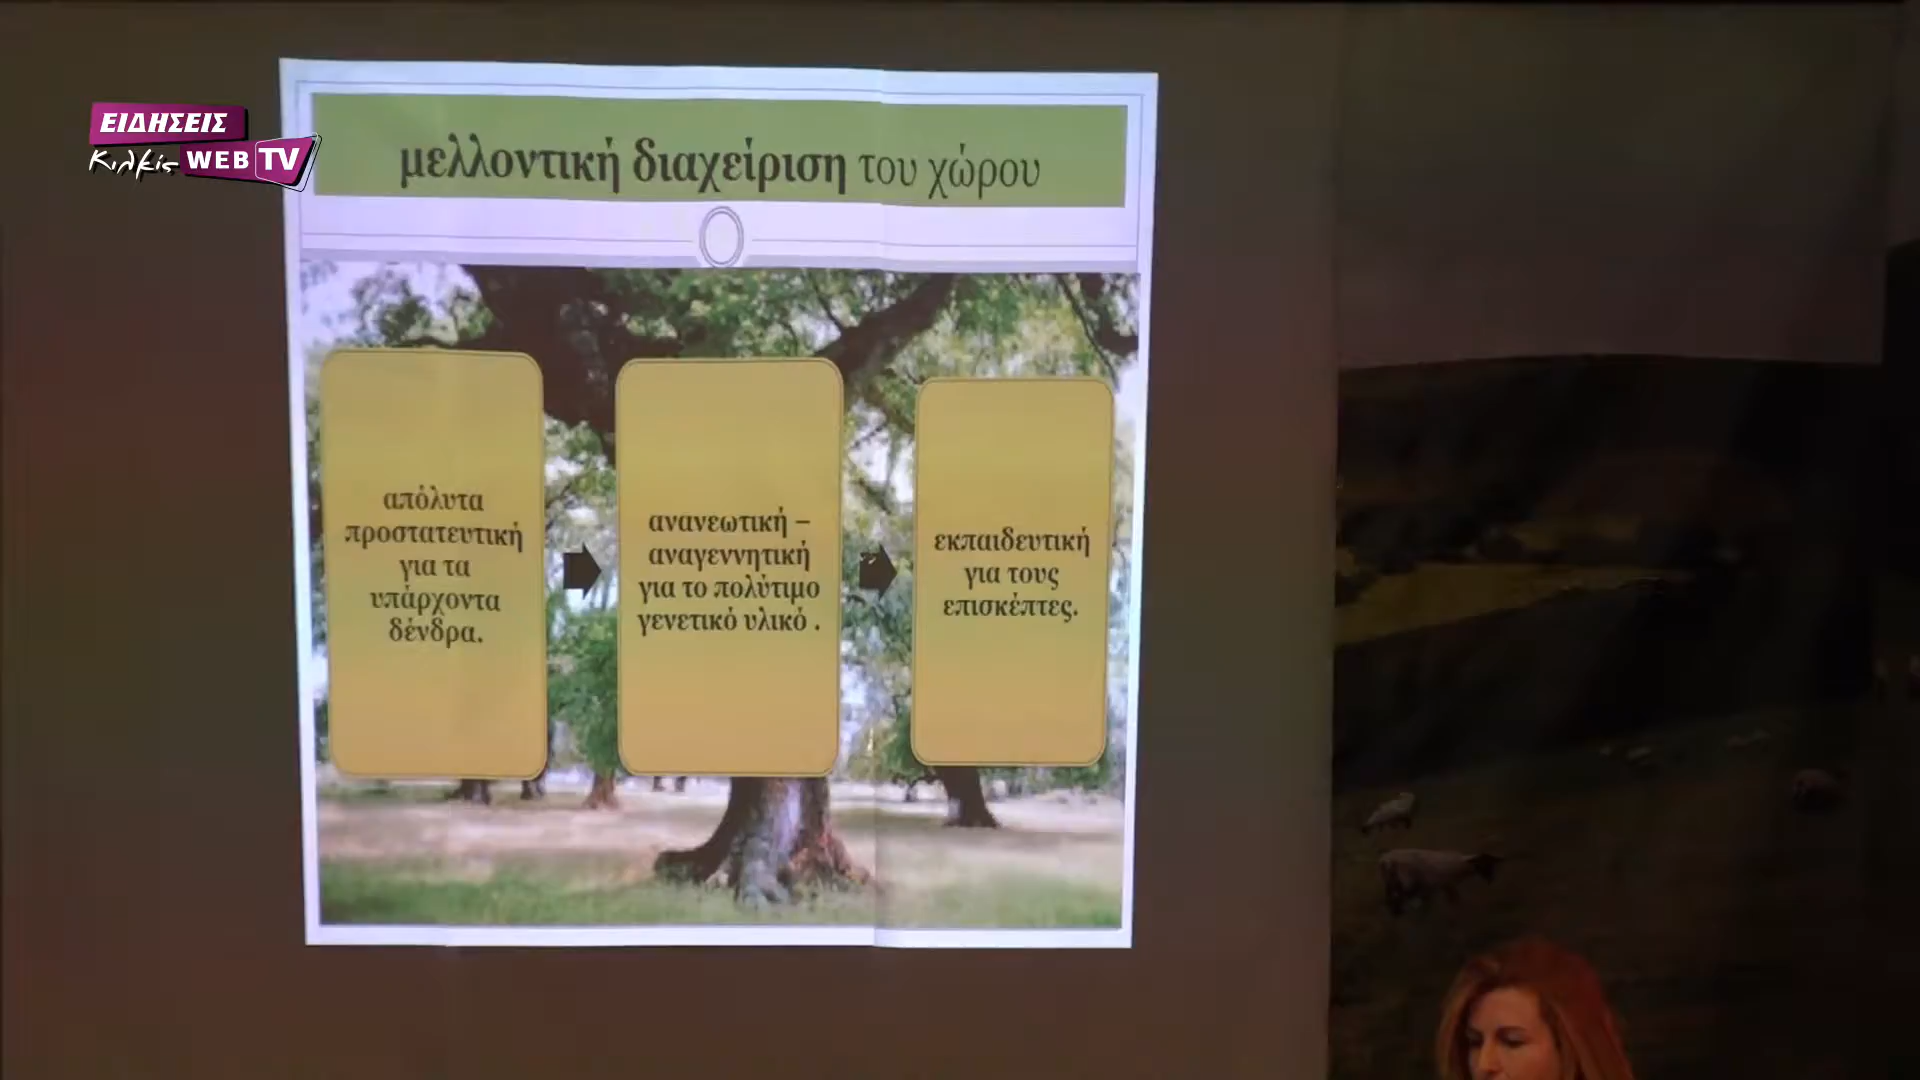 ΕΙΔΗΣΕΙΣ
Κιλκίς WEB TV
μελλοντική διαχείριση του χώρου
απόλυτα
προστατευτική
για τα
υπάρχοντα
δένδρα.
ανανεωτική –
αναγεννητική
για το πολύτιμο
γενετικό υλικό .
εκπαιδευτική
για τους
επισκέπτες.